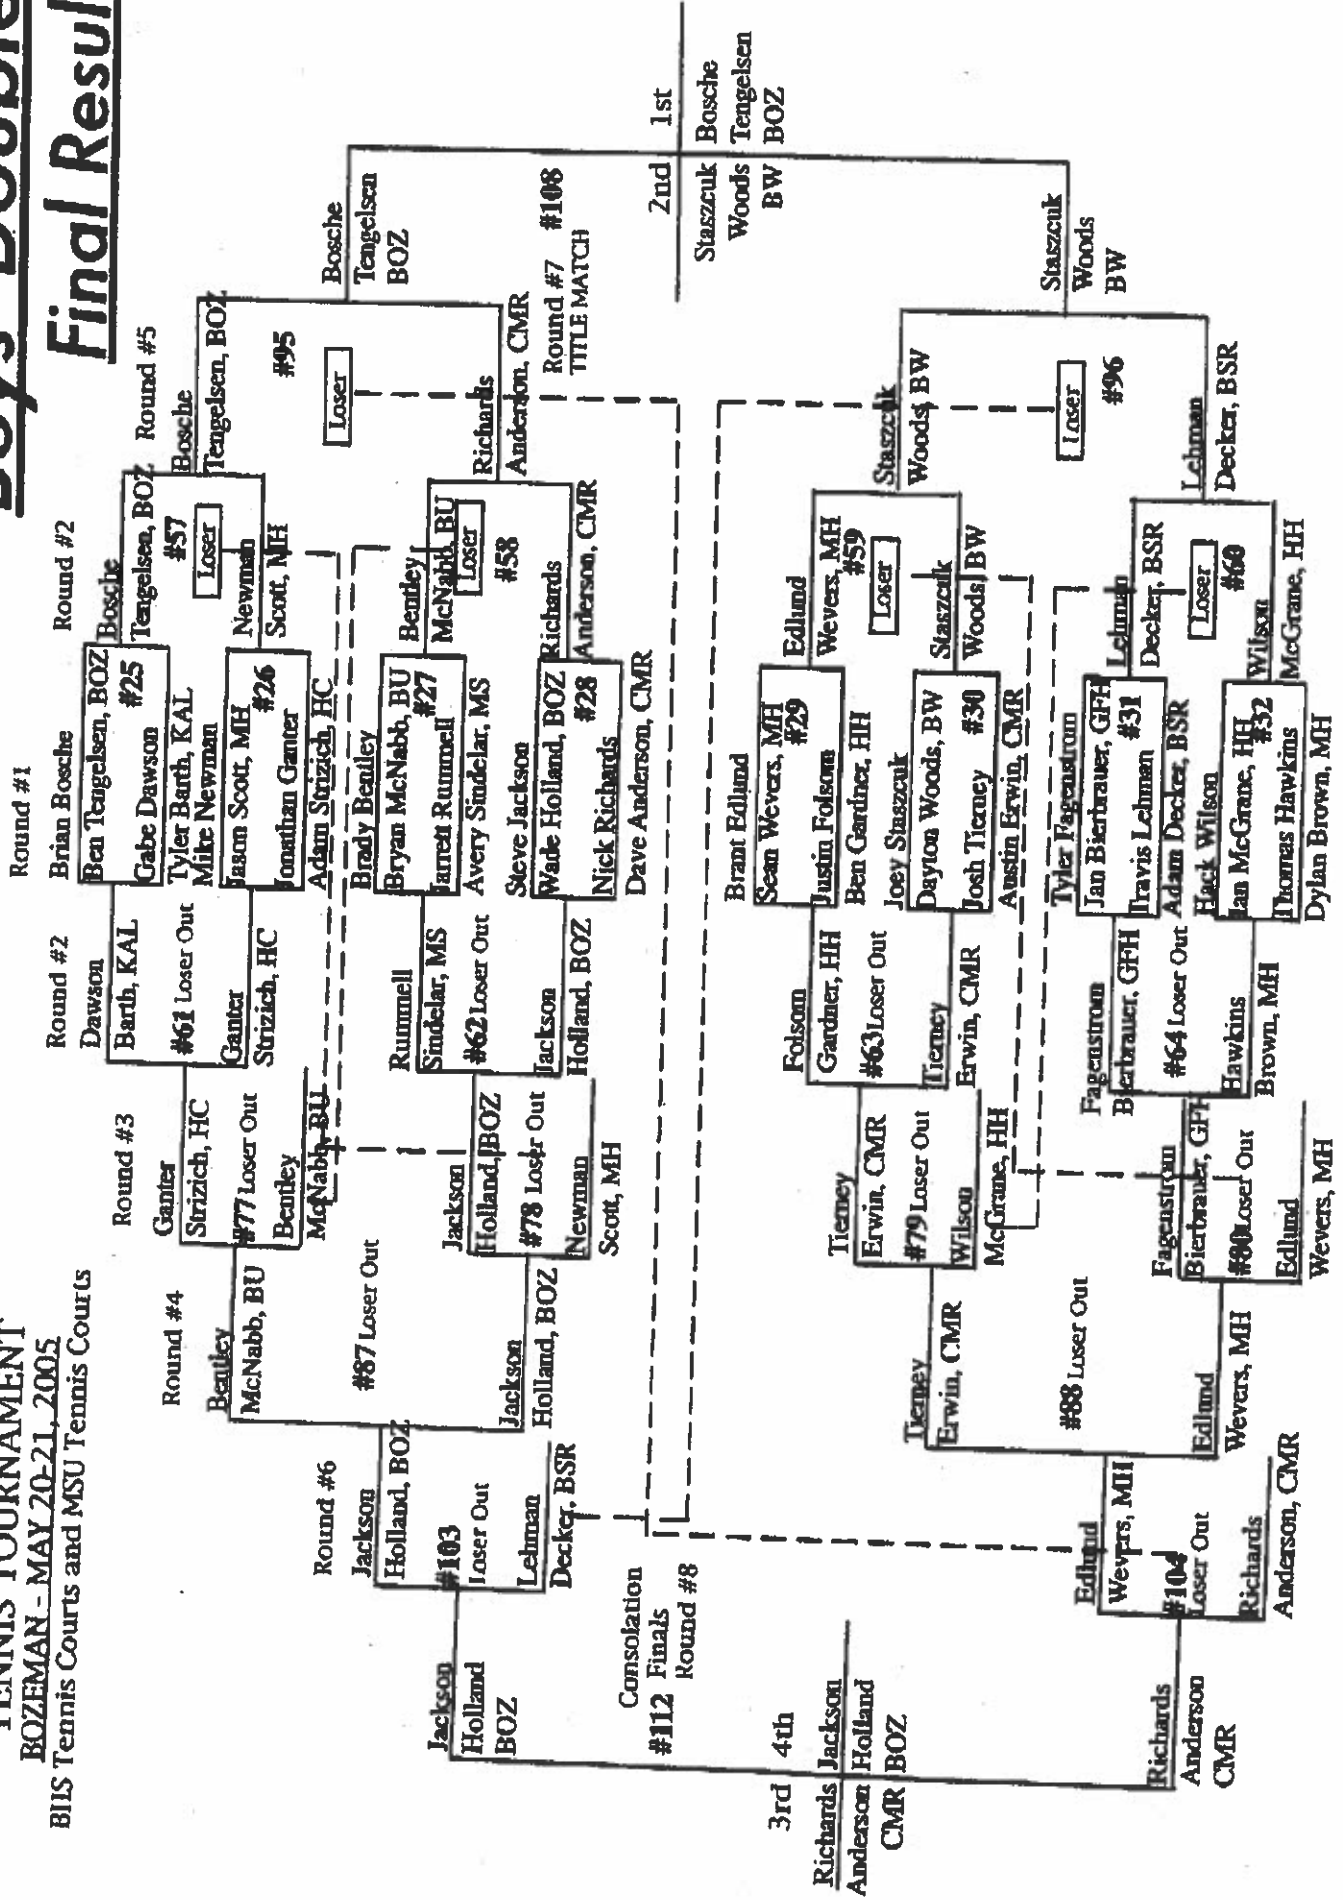 Boys Double
Final Resul
TENNIS TOURNAMENT
BOZEMAN - MAY 20-21, 2005
BHS Tennis Courts and MSU Tennis Courts
Round #6
Round #4
Round #3
Round #2
Round #1
Round #2
Round #5
Brian Bosche
Ben Tengelsen, BOZ
#25
Gabe Dawson
Tyler Barth, KAL
Mike Newman
Jason Scott, MH
#26
Jonathan Ganter
Adam Strizich, HC
Brady Bentley
Bryan McNabb, BU
#27
Jarrett Rummell
Avery Sindelar, MS
Steve Jackson
Wade Holland, BOZ
#28
Nick Richards
Dave Anderson, CMR
Brant Edlund
Sean Wevers, MH
#29
Justin Folsom
Ben Gardner, HH
Joey Staszcuk
Dayton Woods, BW
#30
Josh Tierney
Austin Erwin, CMR
Tyler Fagenstrom
Jan Bierbrauer, GFH
#31
Travis Lehman
Adam Decker, BSR
Hack Wilson
Ian McGrane, HH
#32
Thomas Hawkins
Dylan Brown, MH
Bosche
Tengelsen, BOZ
#57
Loser
Newman
Scott, MH
Bentley
McNabb, BU
Loser
#58
Richards
Anderson, CMR
Edlund
Wevers, MH
#59
Loser
Staszcuk
Woods, BW
Lehman
Decker, BSR
Loser
#60
Wilson
McGrane, HH
Bosche
Tengelsen, BOZ
#95
Loser
Richards
Anderson, CMR
Staszcuk
Woods, BW
Loser
#96
Lehman
Decker, BSR
Bosche
Tengelsen
BOZ
Round #7 #108
TITLE MATCH
Staszcuk
Woods
BW
2nd 1st
Staszcuk Bosche
Woods Tengelsen
BW BOZ
Dawson
Barth, KAL
#61 Loser Out
Ganter
Strizich, HC
Rummell
Sindelar, MS
#62 Loser Out
Jackson
Holland, BOZ
Folsom
Gardner, HH
#63 Loser Out
Tierney
Erwin, CMR
Fagenstrom
Bierbrauer, GFH
#64 Loser Out
Hawkins
Brown, MH
Ganter
Strizich, HC
#77 Loser Out
Bentley
McNabb, BU
Jackson
Holland, BOZ
#78 Loser Out
Newman
Scott, MH
Tierney
Erwin, CMR
#79 Loser Out
Wilson
McGrane, HH
Fagenstrom
Bierbrauer, GFH
#80 Loser Out
Edlund
Wevers, MH
Bentley
McNabb, BU
#87 Loser Out
Jackson
Holland, BOZ
Tierney
Erwin, CMR
#88 Loser Out
Edlund
Wevers, MH
Jackson
Holland, BOZ
#103
Loser Out
Lehman
Decker, BSR
Edlund
Wevers, MH
#104
Loser Out
Richards
Anderson, CMR
Jackson
Holland
BOZ
Consolation
#112 Finals
Round #8
Richards
Anderson
CMR
3rd 4th
Richards Jackson
Anderson Holland
CMR BOZ